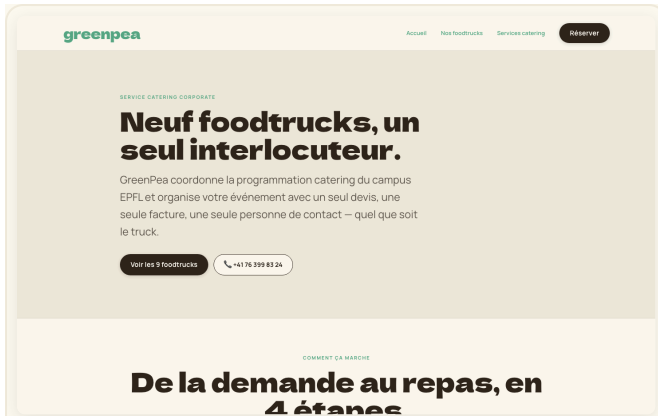 greenpea
Accueil
Nos foodtrucks
Services catering
Réserver
SERVICE CATERING CORPORATE
Neuf foodtrucks, un
seul interlocuteur.
GreenPea coordonne la programmation catering du campus
EPFL et organise votre événement avec un seul devis, une
seule facture, une seule personne de contact — quel que soit
le truck.
Voir les 9 foodtrucks
📞 +41 76 399 83 24
COMMENT ÇA MARCHE
De la demande au repas, en
4 étapes